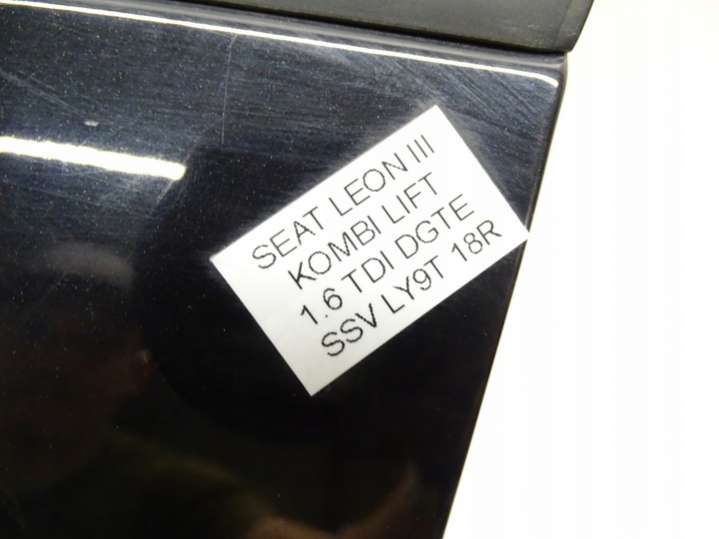 SEAT LEON III
KOMBI LIFT
1.6 TDI DGTE
SSV LY9T 18R